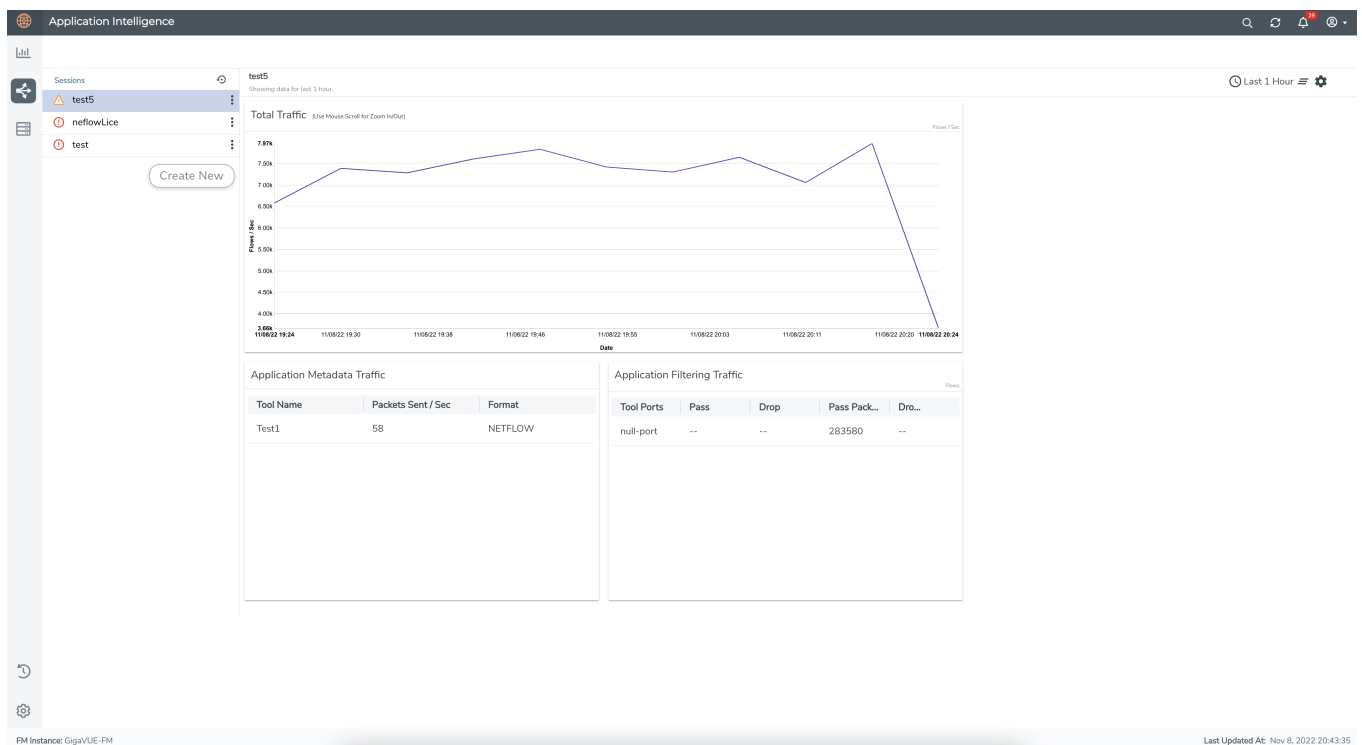 Application Intelligence
29
Sessions
test5
neflowLice
test
Create New
test5
Showing data for last 1 hour.
Last 1 Hour
Total Traffic (Use Mouse Scroll for Zoom In/Out)
Flows / Sec
7.97k
7.50k
7.00k
6.50k
6.00k
5.50k
5.00k
4.50k
4.00k
3.66k
Flows / Sec
11/08/22 19:24 11/08/22 19:30 11/08/22 19:38 11/08/22 19:46 11/08/22 19:55 11/08/22 20:03 11/08/22 20:11 11/08/22 20:20 11/08/22 20:24
Date
Application Metadata Traffic
Tool Name Packets Sent / Sec Format
Test1 58 NETFLOW
Application Filtering Traffic
Flows
Tool Ports Pass Drop Pass Pack... Dro...
null-port -- -- 283580 --
FM Instance: GigaVUE-FM
Last Updated At: Nov 8, 2022 20:43:35